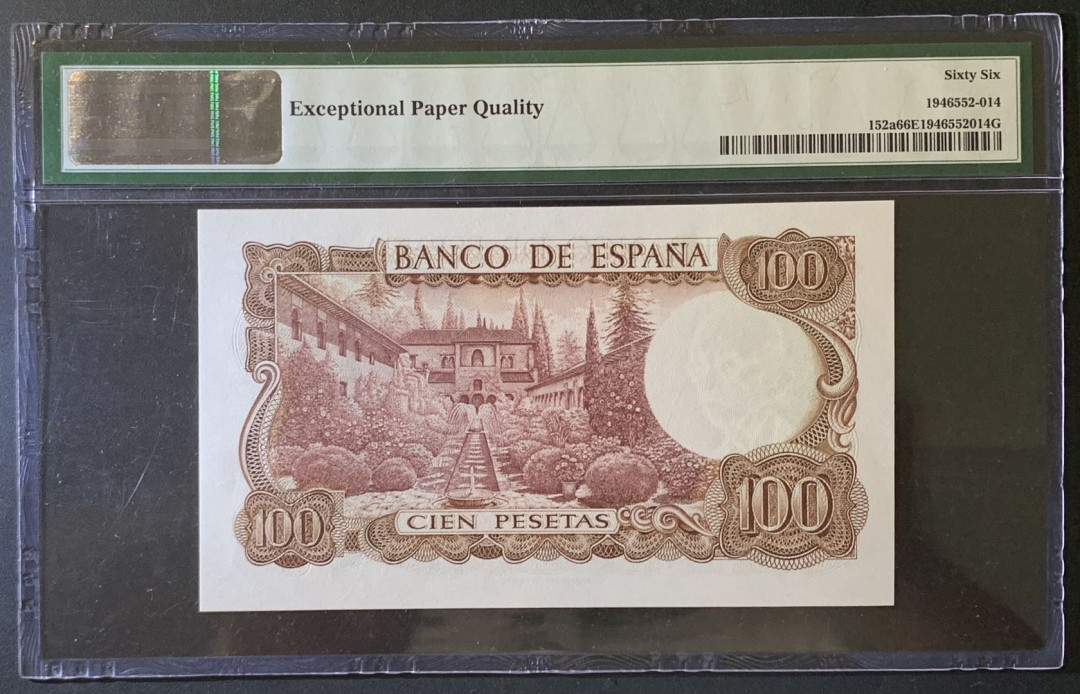 Exceptional Paper Quality
Sixty Six
1946552-014
152a66E1946552014G
BANCO DE ESPAÑA
100
100
CIEN PESETAS
100